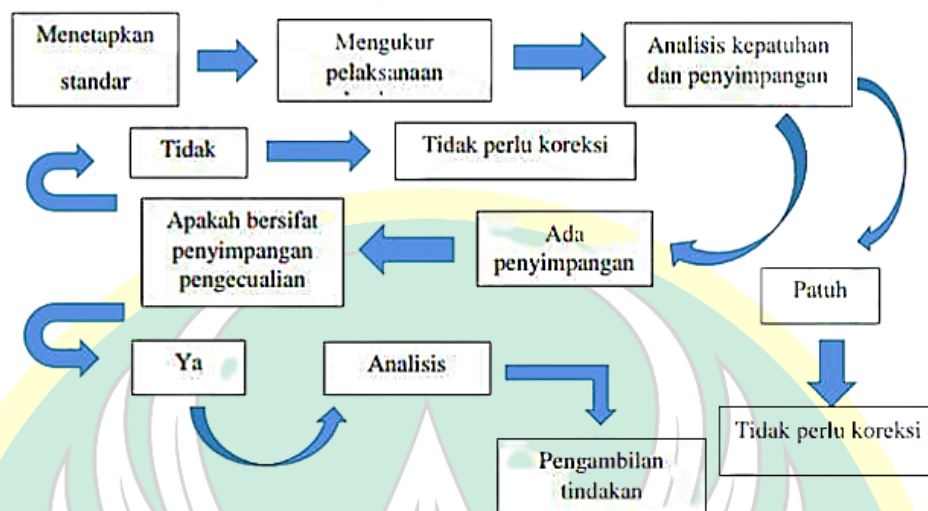 Menetapkan
standar
Mengukur
pelaksanaan
Analisis kepatuhan
dan penyimpangan
Tidak
Tidak perlu koreksi
Apakah bersifat
penyimpangan
pengecualian
Ada
penyimpangan
Patuh
Ya
Analisis
Tidak perlu koreksi
Pengambilan
tindakan